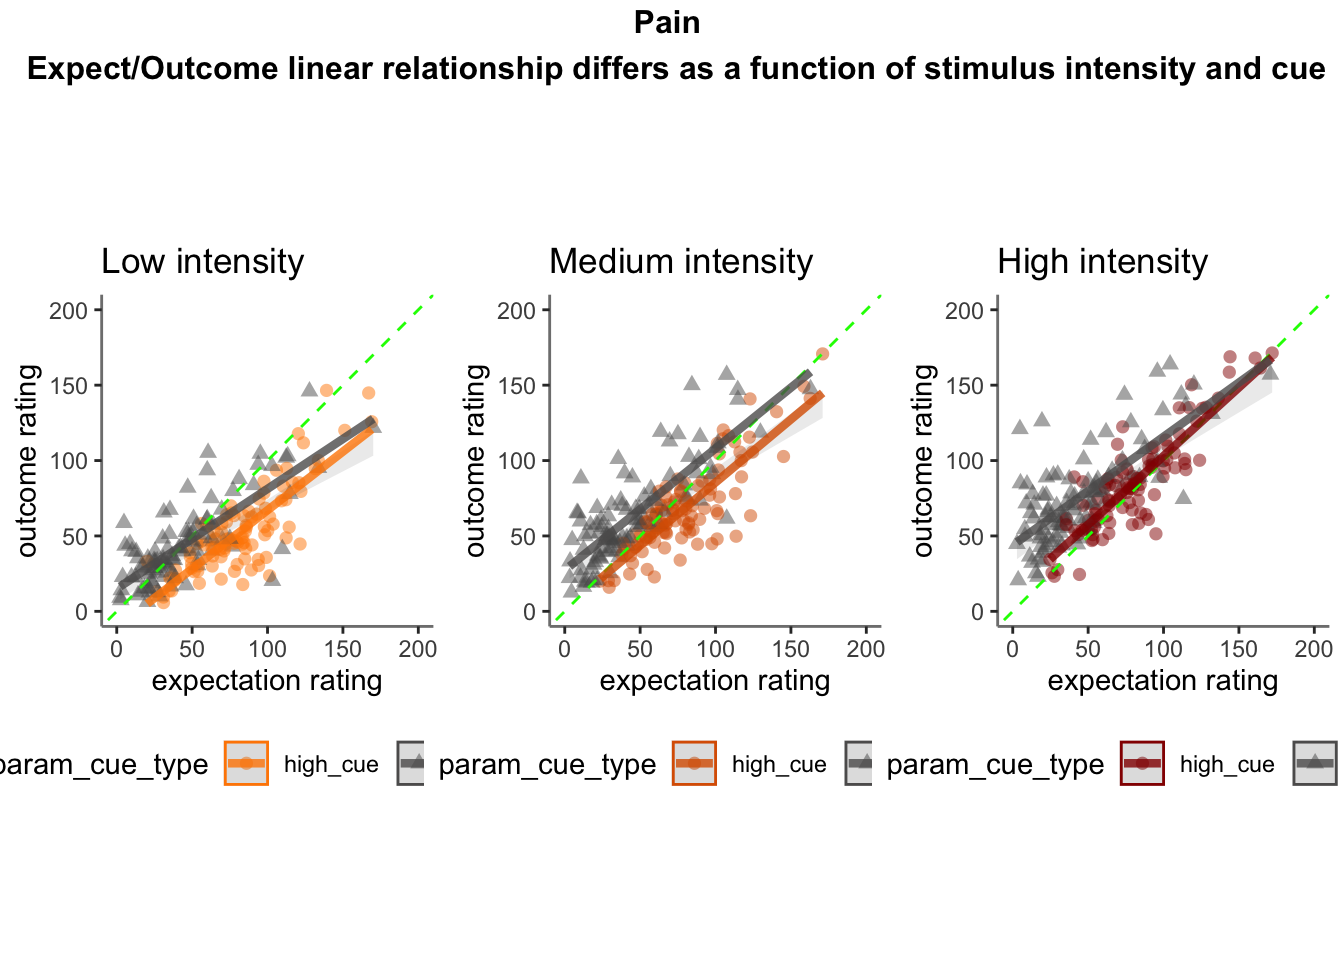 Pain
Expect/Outcome linear relationship differs as a function of stimulus intensity and cue
Low intensity
200
150
100
50
0
outcome rating
0 50 100 150 200
expectation rating
param_cue_type high_cue
Medium intensity
200
150
100
50
0
outcome rating
0 50 100 150 200
expectation rating
param_cue_type high_cue
High intensity
200
150
100
50
0
outcome rating
0 50 100 150 200
expectation rating
param_cue_type high_cue